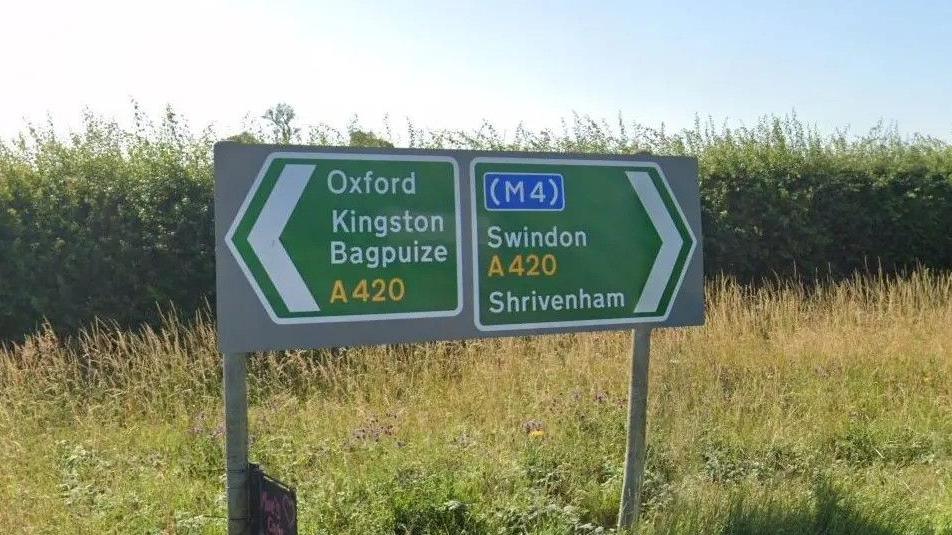 Oxford
Kingston
Bagpuize
A420
(M4)
Swindon
A420
Shrivenham